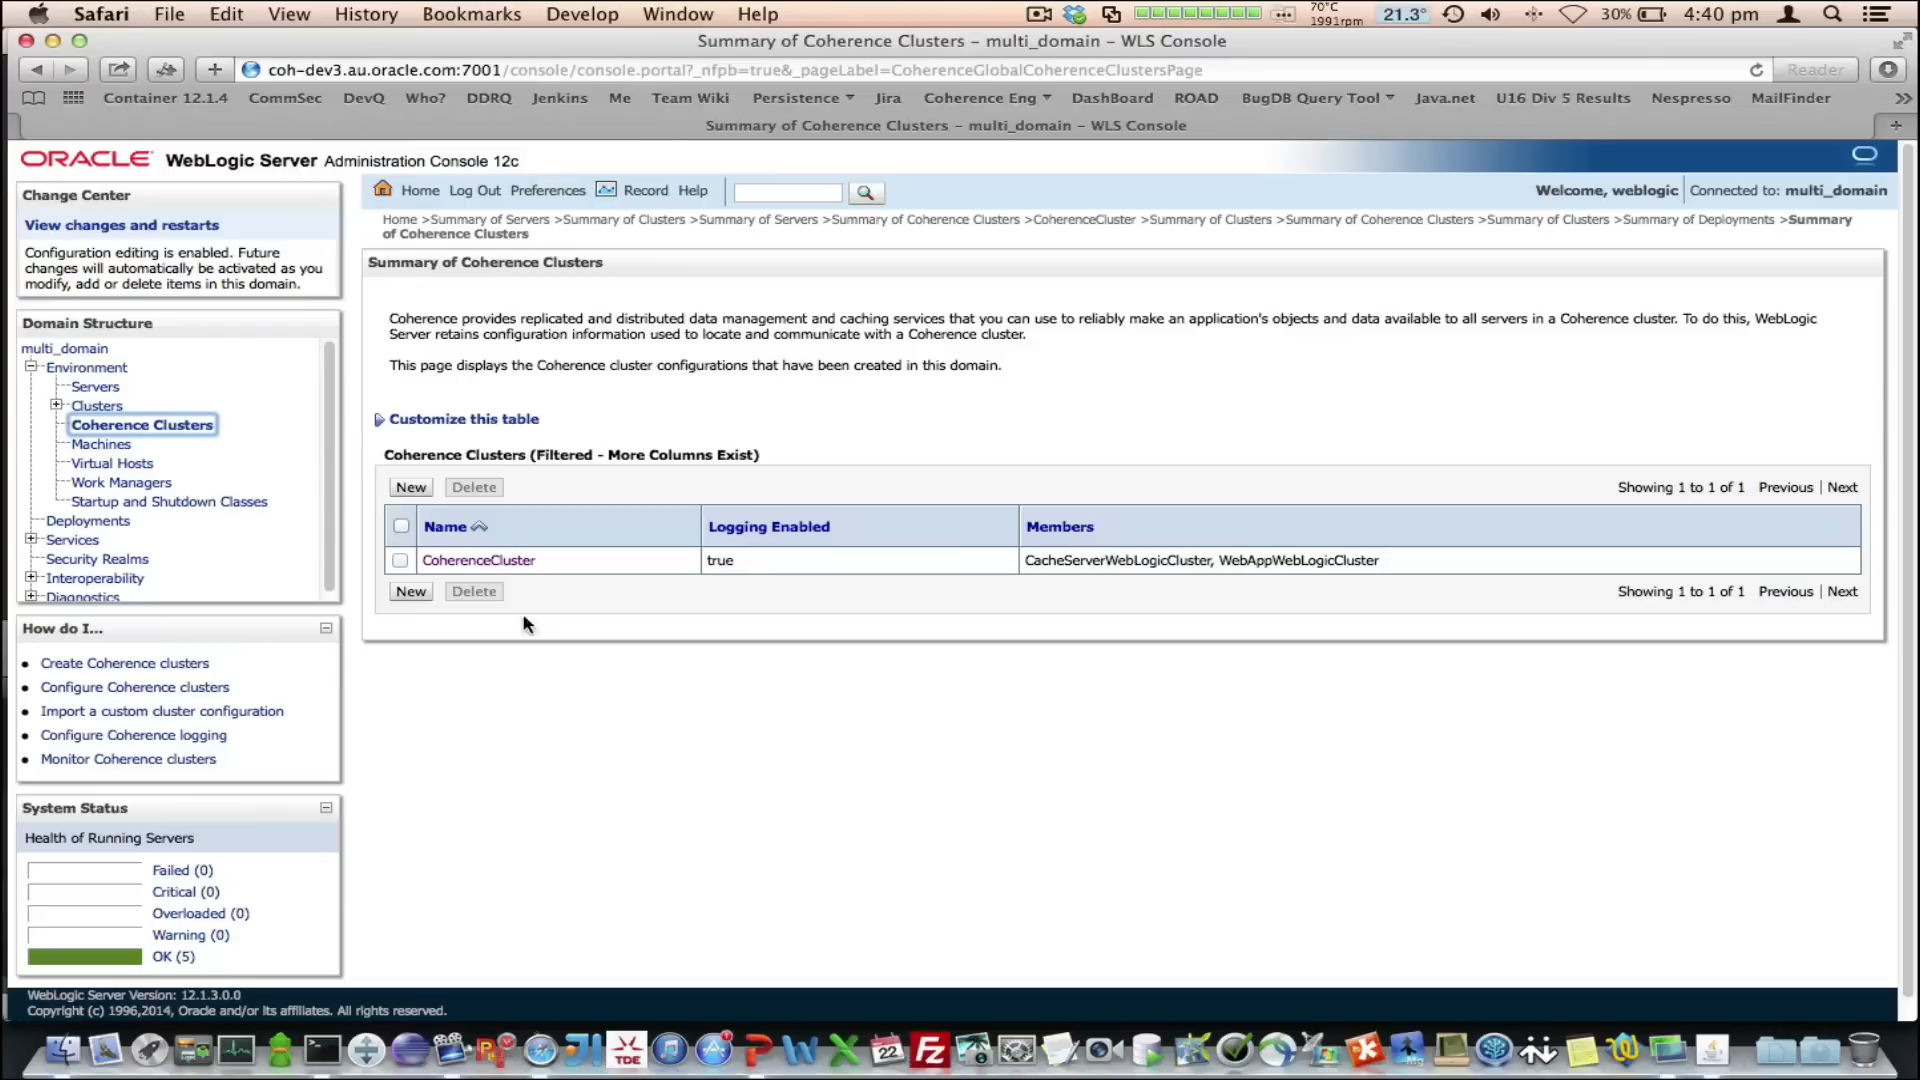 Safari File Edit View History Bookmarks Develop Window Help 70°C 1991rpm 21.3° 30% 4:40 pm
Summary of Coherence Clusters – multi_domain – WLS Console
coh-dev3.au.oracle.com:7001/console/console.portal?_nfpb=true&_pageLabel=CoherenceGlobalCoherenceClustersPage Reader
Container 12.1.4 CommSec DevQ Who? DDRQ Jenkins Me Team Wiki Persistence Jira Coherence Eng DashBoard ROAD BugDB Query Tool Java.net U16 Div 5 Results Nespresso MailFinder
Summary of Coherence Clusters – multi_domain – WLS Console
ORACLE WebLogic Server Administration Console 12c
Change Center
View changes and restarts
Configuration editing is enabled. Future
changes will automatically be activated as you
modify, add or delete items in this domain.
Domain Structure
multi_domain
Environment
Servers
Clusters
Coherence Clusters
Machines
Virtual Hosts
Work Managers
Startup and Shutdown Classes
Deployments
Services
Security Realms
Interoperability
Diagnostics
How do I...
Create Coherence clusters
Configure Coherence clusters
Import a custom cluster configuration
Configure Coherence logging
Monitor Coherence clusters
System Status
Health of Running Servers
Failed (0)
Critical (0)
Overloaded (0)
Warning (0)
OK (5)
Home Log Out Preferences Record Help
Welcome, weblogic Connected to: multi_domain
Home >Summary of Servers >Summary of Clusters >Summary of Servers >Summary of Coherence Clusters >CoherenceCluster >Summary of Clusters >Summary of Coherence Clusters >Summary of Clusters >Summary of Deployments >Summary
of Coherence Clusters
Summary of Coherence Clusters
Coherence provides replicated and distributed data management and caching services that you can use to reliably make an application's objects and data available to all servers in a Coherence cluster. To do this, WebLogic
Server retains configuration information used to locate and communicate with a Coherence cluster.
This page displays the Coherence cluster configurations that have been created in this domain.
Customize this table
Coherence Clusters (Filtered - More Columns Exist)
New Delete Showing 1 to 1 of 1 Previous | Next
Name Logging Enabled Members
CoherenceCluster true CacheServerWebLogicCluster, WebAppWebLogicCluster
New Delete Showing 1 to 1 of 1 Previous | Next
WebLogic Server Version: 12.1.3.0.0
Copyright (c) 1996,2014, Oracle and/or its affiliates. All rights reserved.
TDE
22
FZ